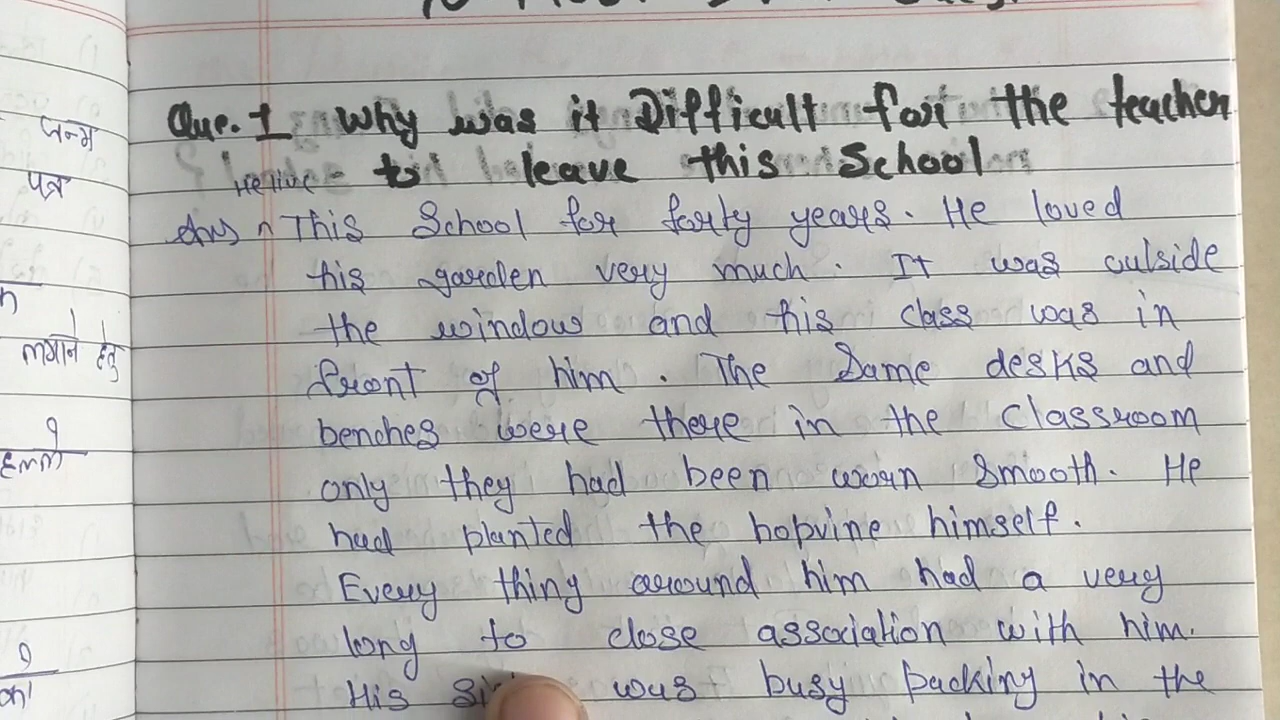 जन्म
पत्र
लगाने हेतु
Que. 1 Why was it Difficult for the teacher
to leave this School
He live
Ans ^ This School for forty years. He loved
his garden very much. It was outside
the window and his class was in
front of him. The Same desks and
benches were there in the classroom
only they had been worn smooth. He
had planted the hopvine himself.
Every thing around him had a very
long to close association with him.
His was busy packing in the